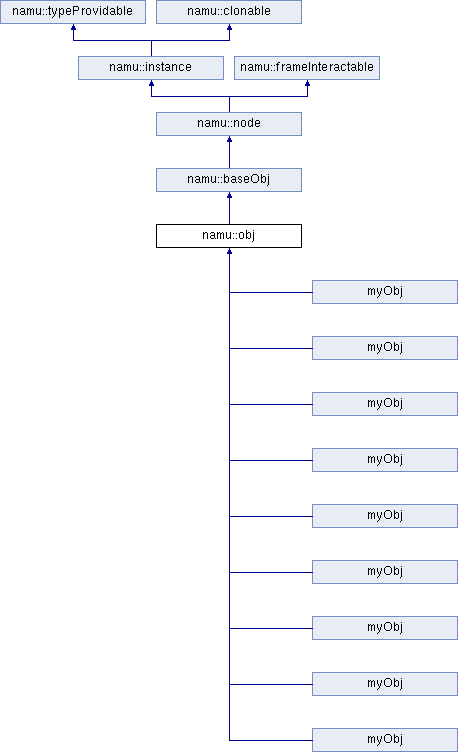 namu::typeProvidable
namu::clonable
namu::instance
namu::frameInteractable
namu::node
namu::baseObj
namu::obj
myObj
myObj
myObj
myObj
myObj
myObj
myObj
myObj
myObj